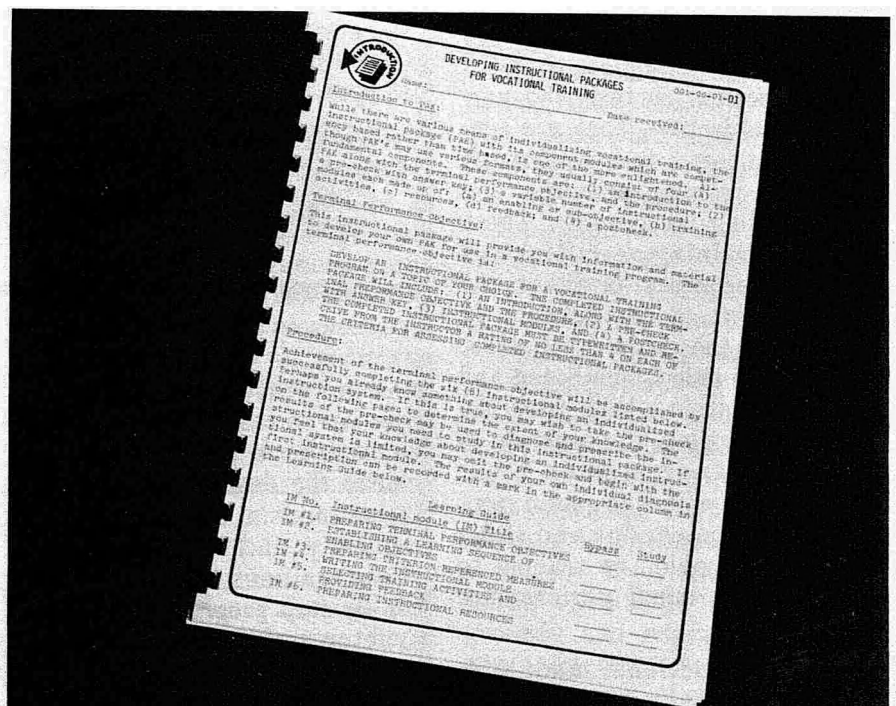 INTRODUCTION
DEVELOPING INSTRUCTIONAL PACKAGES
FOR VOCATIONAL TRAINING
001-00-01-01
Name: Date received:
Introduction to PAK:
While there are various means of individualizing vocational training, the
instructional package (PAK) with its component modules which are compet-
ency based rather than time based, is one of the more enlightened. Al-
though PAK's may use various formats, they usually consist of four (4)
fundamental components. These components are: (1) an introduction to the
PAK along with the terminal performance objective, and the procedure, (2)
a pre-check with answer key; (3) a variable number of instructional
modules each made up of: (a) an enabling or sub-objective, (b) training
activities, (c) resources, (d) feedback; and (4) a postcheck.
Terminal Performance Objective:
This instructional package will provide you with information and material
to develop your own PAK for use in a vocational training program. The
terminal performance objective is:
DEVELOP AN INSTRUCTIONAL PACKAGE FOR A VOCATIONAL TRAINING
PROGRAM ON A TOPIC OF YOUR CHOICE. THE COMPLETED INSTRUCTIONAL
PACKAGE WILL INCLUDE: (1) AN INTRODUCTION, ALONG WITH THE TERM-
INAL PREFORMANCE OBJECTIVE AND THE PROCEDURE, (2) A PRE-CHECK
WITH ANSWER KEY, (3) INSTRUCTIONAL MODULES, AND (4) A POSTCHECK.
THE COMPLETED INSTRUCTIONAL PACKAGE MUST BE TYPEWRITTEN AND RE-
CEIVE FROM THE INSTRUCTOR A RATING OF NO LESS THAN 4 ON EACH OF
THE CRITERIA FOR ASSESSING COMPLETED INSTRUCTIONAL PACKAGES.
Procedure:
Achievement of the terminal performance objective will be accomplished by
successfully completing the six (6) instructional modules listed below.
Perhaps you already know something about developing an individualized
instruction system. If this is true, you may wish to take the pre-check
on the following pages to determine the extent of your knowledge. The
results of the pre-check may be used to diagnose and prescribe the in-
structional modules you need to study in this instructional package. If
you feel that your knowledge about developing an individualized instruc-
tional system is limited, you may omit the pre-check and begin with the
first instructional module. The results of your own individual diagnosis
and prescription can be recorded with a mark in the appropriate column in
the Learning Guide below.
Learning Guide
IM No. Instructional Module (IM) Title Bypass Study
IM #1. PREPARING TERMINAL PERFORMANCE OBJECTIVES
IM #2. ESTABLISHING A LEARNING SEQUENCE OF
ENABLING OBJECTIVES
IM #3. PREPARING CRITERION REFERENCED MEASURES
IM #4. WRITING THE INSTRUCTIONAL MODULE
IM #5. SELECTING TRAINING ACTIVITIES AND
PROVIDING FEEDBACK
IM #6. PREPARING INSTRUCTIONAL RESOURCES